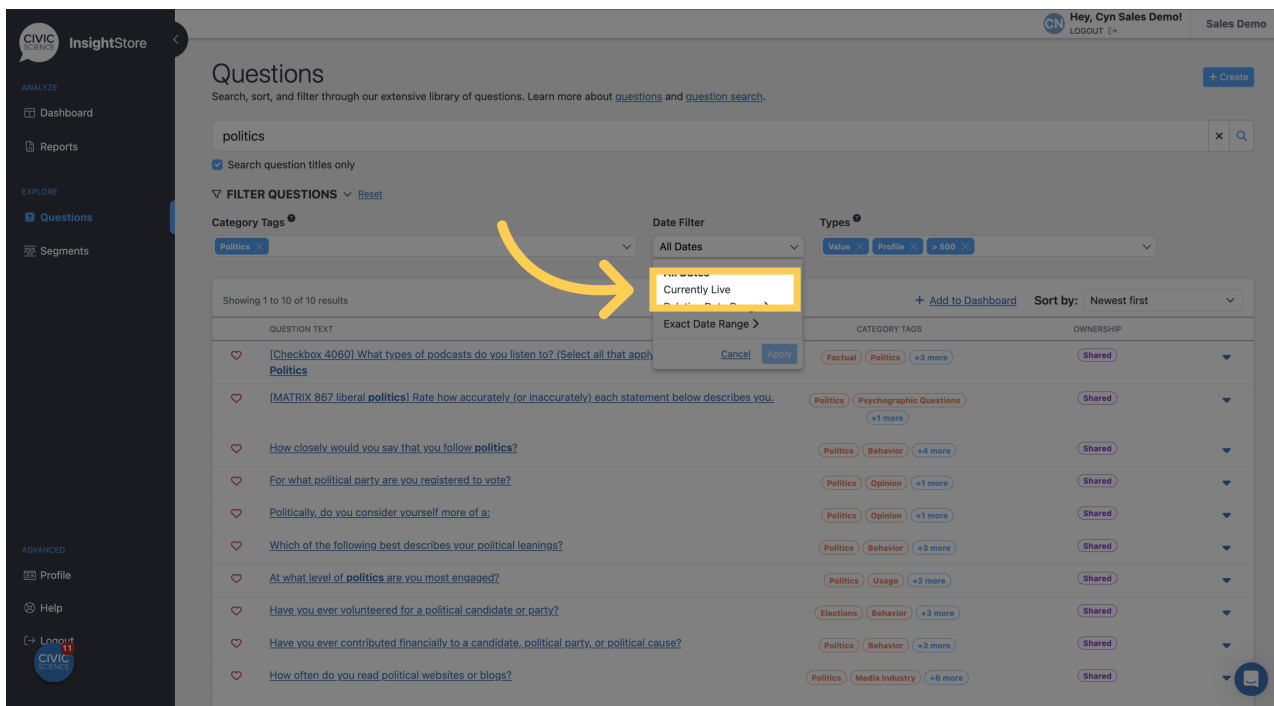 Hey, Cyn Sales Demo!
CN
LOGOUT
Sales Demo
CIVIC
SCIENCE
InsightStore
ANALYZE
Dashboard
Reports
EXPLORE
Questions
Segments
ADVANCED
Profile
Help
Logout
11
CIVIC
SCIENCE
Questions
+ Create
Search, sort, and filter through our extensive library of questions. Learn more about questions and question search.
politics
Search question titles only
FILTER QUESTIONS Reset
Category Tags
Date Filter
Types
Politics
All Dates
Value Profile > 500
All Dates
Currently Live
Relative Date Range >
Exact Date Range >
Cancel Apply
Showing 1 to 10 of 10 results
+ Add to Dashboard
Sort by: Newest first
QUESTION TEXT CATEGORY TAGS OWNERSHIP
[Checkbox 4060] What types of podcasts do you listen to? (Select all that apply
Politics
Factual Politics +3 more
Shared
[MATRIX 867 liberal politics] Rate how accurately (or inaccurately) each statement below describes you.
Politics Psychographic Questions
+1 more
Shared
How closely would you say that you follow politics?
Politics Behavior +4 more
Shared
For what political party are you registered to vote?
Politics Opinion +1 more
Shared
Politically, do you consider yourself more of a:
Politics Opinion +1 more
Shared
Which of the following best describes your political leanings?
Politics Behavior +3 more
Shared
At what level of politics are you most engaged?
Politics Usage +2 more
Shared
Have you ever volunteered for a political candidate or party?
Elections Behavior +3 more
Shared
Have you ever contributed financially to a candidate, political party, or political cause?
Politics Behavior +3 more
Shared
How often do you read political websites or blogs?
Politics Media Industry +6 more
Shared